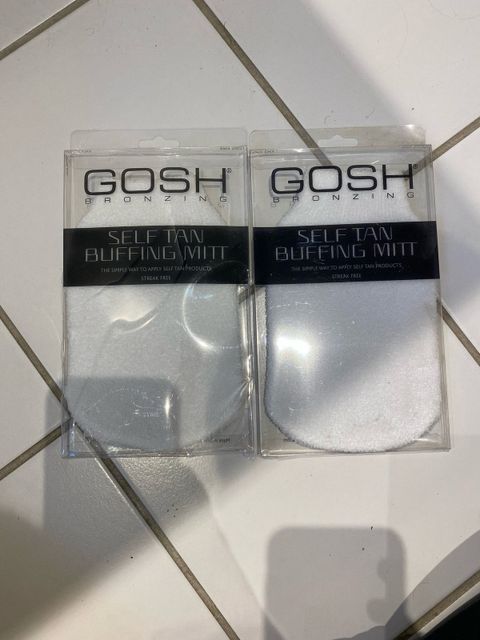 GOSH®
BRONZING
SELF TAN
BUFFING MITT
THE SIMPLE WAY TO APPLY SELF TAN PRODUCTS
STREAK FREE
GOSH®
BRONZING
SELF TAN
BUFFING MITT
THE SIMPLE WAY TO APPLY SELF TAN PRODUCTS
STREAK FREE